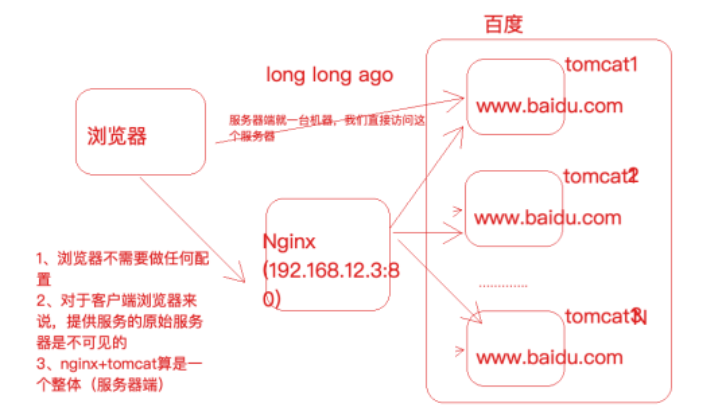 百度
long long ago
tomcat1
www.baidu.com
服务器端就一台机器，我们直接访问这
个服务器
浏览器
tomcat2
www.baidu.com
Nginx
(192.168.12.3:8
0)
1、浏览器不需要做任何配
置
2、对于客户端浏览器来
说，提供服务的原始服务
器是不可见的
3、nginx+tomcat算是一
个整体（服务器端）
.............
tomcatN
www.baidu.com